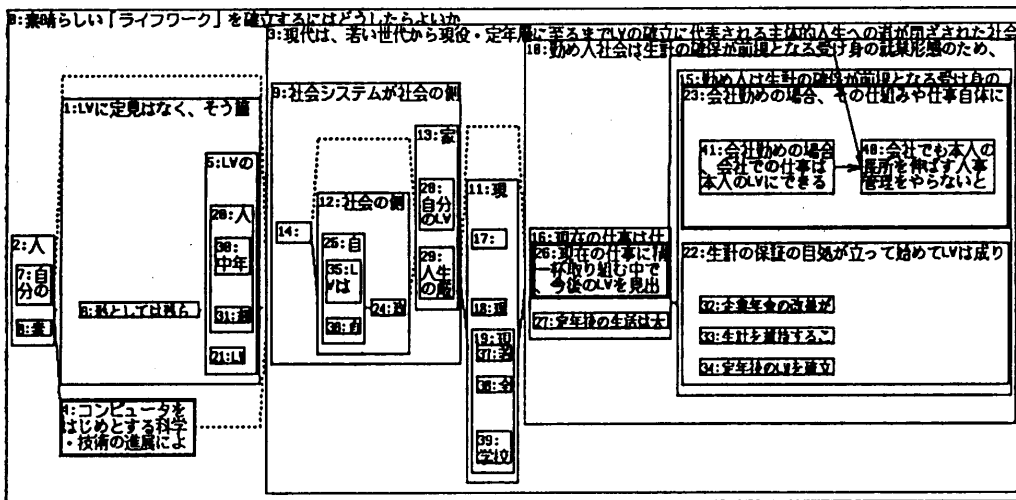 0:素晴らしい「ライフワーク」を確立するにはどうしたらよいか
3:現代は、若い世代から現役・定年層に至るまでLWの確立に代表される主体的人生への道が閉ざされた社会
10:勤め人社会は生計の確保が前提となる受け身の就業形態のため、
15:勤め人は生計の確保が前提となる受け身の
23:会社勤めの場合、その仕組みや仕事自体に
41:会社勤めの場合
、会社での仕事は
本人のLWにできる
40:会社でも本人の
長所を伸ばす人事
管理をやらないと
9:社会システムが社会の側
1:LWに定見はなく、そう
13:家
5:LWの
28:
自分
のLW
11:現
12:社会の側
20:人
30:
中年
14:
25:自
35:L
Wは
17:
2:人
7:自
分の
29:
人生
の
16:現在の仕事は仕
26:現在の仕事に精
一杯取り組む中で
、今後のLWを見出
22:生計の保証の目処が立って始めてLWは成り
6:形としては残ら
31:
24:
36:自
18:現
27:定年後の生活は
32:企業年金の改善が
33:生計を維持するこ
34:定年後のLWを確立
21:LW
19:現
37:若
38:全
39:
学校
4:コンピュータを
はじめとする科学
・技術の進展によ